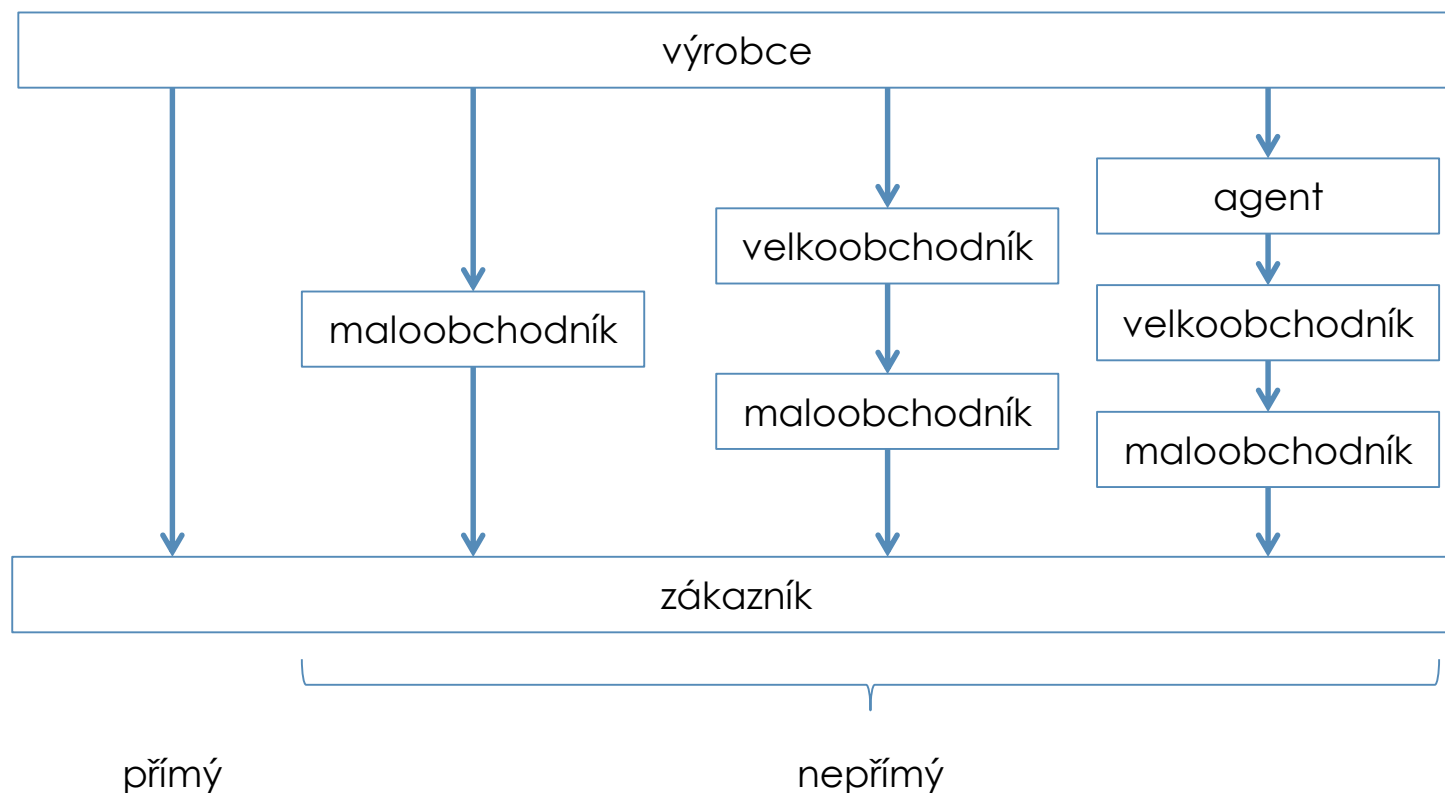 výrobce
agent
velkoobchodník
velkoobchodník
maloobchodník
maloobchodník
maloobchodník
zákazník
přímý
nepřímý